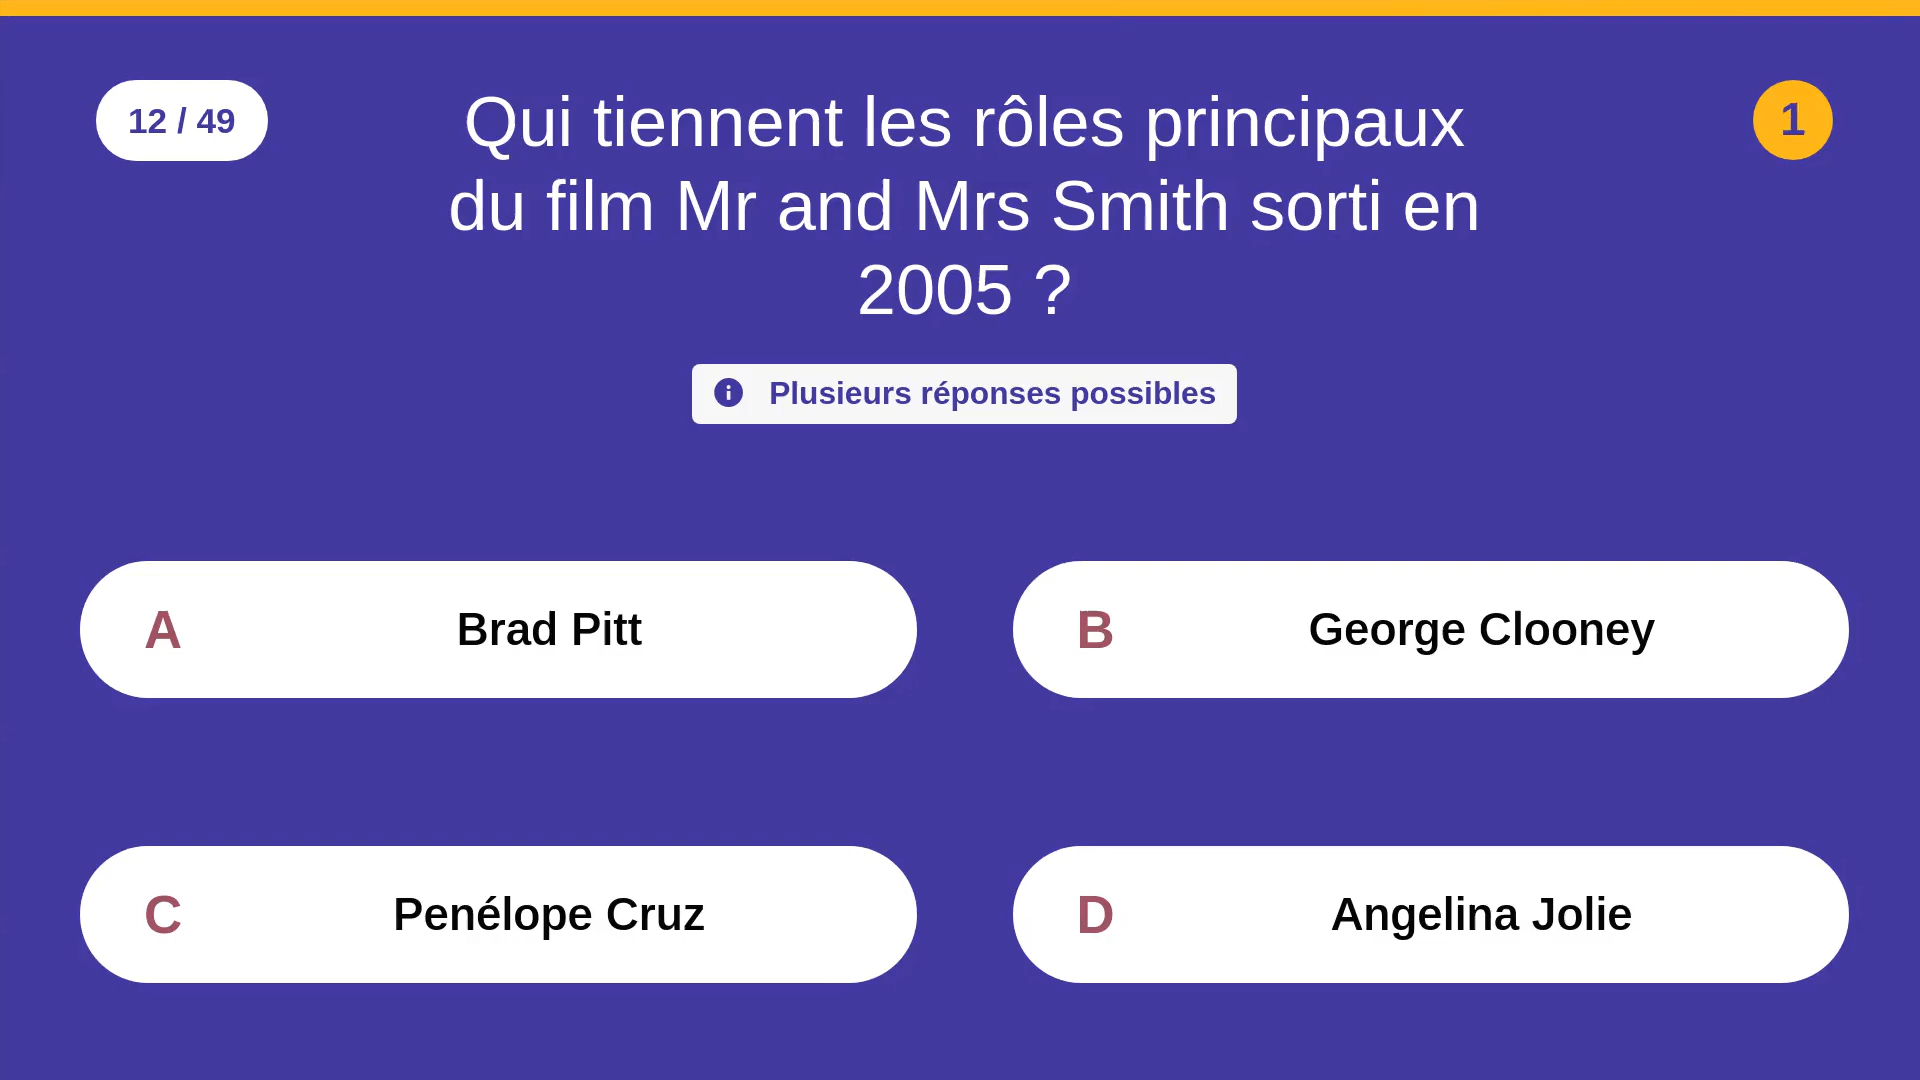 12 / 49
Qui tiennent les rôles principaux
du film Mr and Mrs Smith sorti en
2005 ?
1
Plusieurs réponses possibles
A Brad Pitt
B George Clooney
C Penélope Cruz
D Angelina Jolie